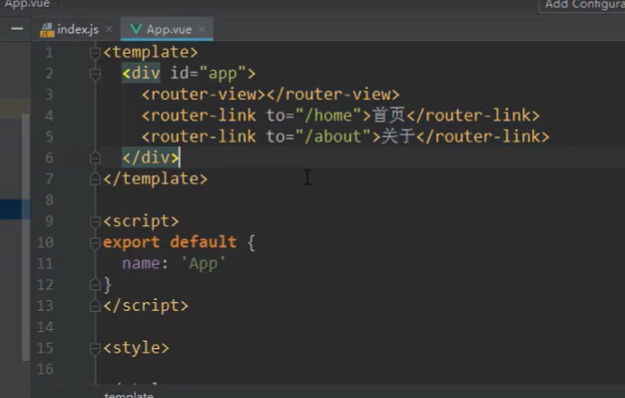 App.vue
Add Configura
index.js
App.vue
1 <template>
2 <div id="app">
3 <router-view></router-view>
4 <router-link to="/home">首页</router-link>
5 <router-link to="/about">关于</router-link>
6 </div>
7 </template>
8
9 <script>
10 export default {
11 name: 'App'
12 }
13 </script>
14
15 <style>
16
template